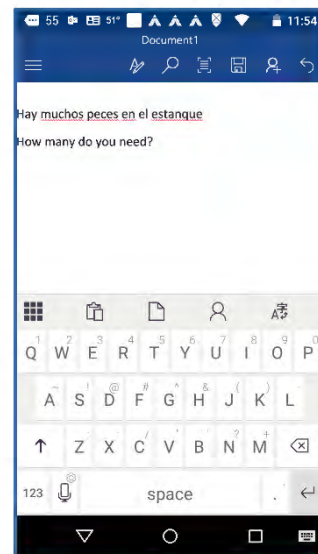 55 51° 11:54
Document1
Hay muchos peces en el estanque
How many do you need?
1 2 3 4 5 6 7 8 9 0
Q W E R T Y U I O P
~ ! @ # ^ & ( )
A S D F G H J K L
Z X C V B N M
123 space .